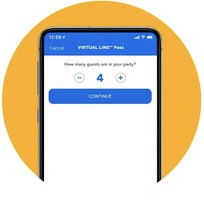 12:59
Cancel VIRTUAL LINE™ Pass
How many guests are in your party?
− 4 +
CONTINUE